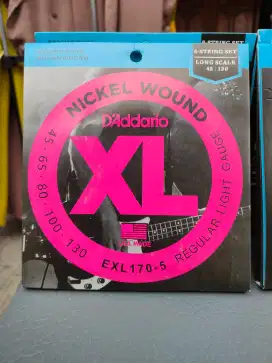 5-STRING SET
LONG SCALE
45 | 130
NICKEL WOUND
D'Addario
XL
45 · 65 · 80 · 100 · 130
REGULAR LIGHT GAUGE
EXL170-5